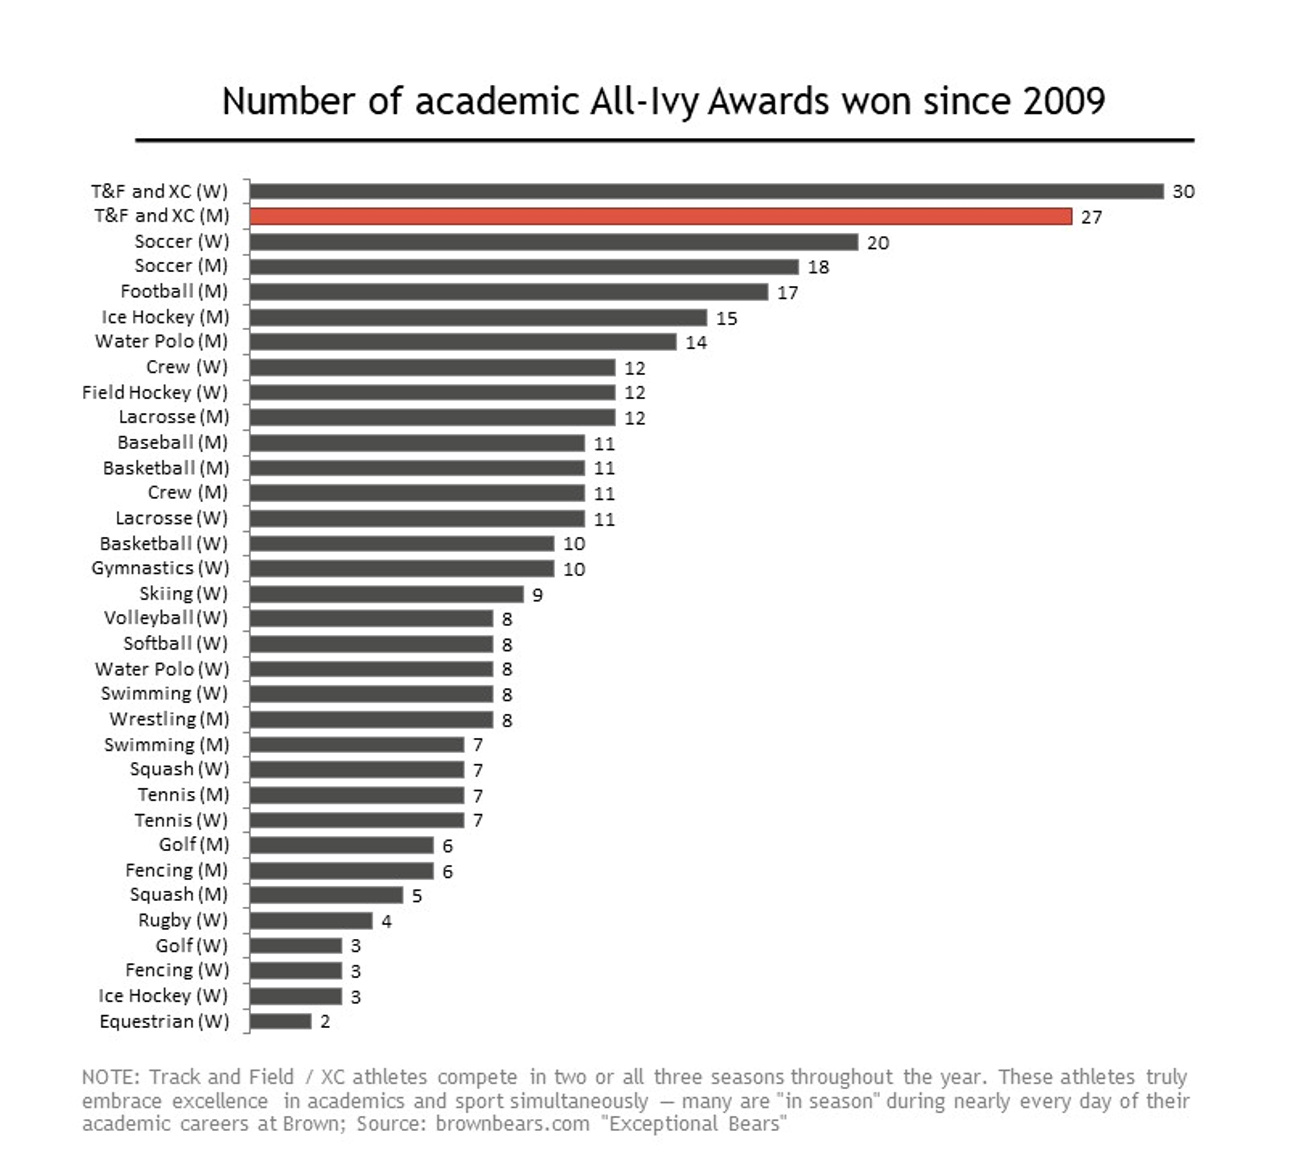 Number of academic All-Ivy Awards won since 2009
T&F and XC (W) 30
T&F and XC (M) 27
Soccer (W) 20
Soccer (M) 18
Football (M) 17
Ice Hockey (M) 15
Water Polo (M) 14
Crew (W) 12
Field Hockey (W) 12
Lacrosse (M) 12
Baseball (M) 11
Basketball (M) 11
Crew (M) 11
Lacrosse (W) 11
Basketball (W) 10
Gymnastics (W) 10
Skiing (W) 9
Volleyball (W) 8
Softball (W) 8
Water Polo (W) 8
Swimming (W) 8
Wrestling (M) 8
Swimming (M) 7
Squash (W) 7
Tennis (M) 7
Tennis (W) 7
Golf (M) 6
Fencing (M) 6
Squash (M) 5
Rugby (W) 4
Golf (W) 3
Fencing (W) 3
Ice Hockey (W) 3
Equestrian (W) 2
NOTE: Track and Field / XC athletes compete in two or all three seasons throughout the year. These athletes truly
embrace excellence in academics and sport simultaneously — many are "in season" during nearly every day of their
academic careers at Brown; Source: brownbears.com "Exceptional Bears"